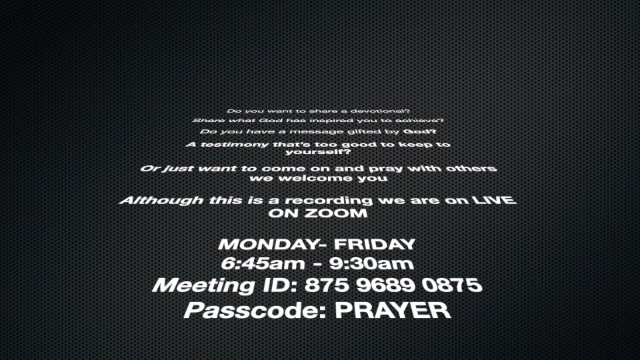 Do you want to share a devotional?
Share what God has inspired you to achieve?
Do you have a message gifted by God?
A testimony that's too good to keep to
yourself?
Or just want to come on and pray with others
we welcome you
Although this is a recording we are on LIVE
ON ZOOM
MONDAY- FRIDAY
6:45am - 9:30am
Meeting ID: 875 9689 0875
Passcode: PRAYER